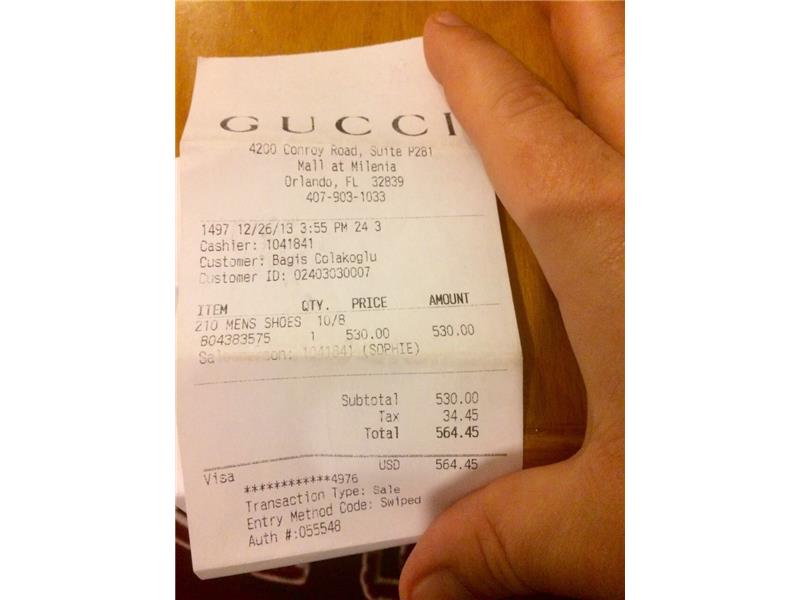 GUCCI
4200 Conroy Road, Suite P281
Mall at Milenia
Orlando, FL 32839
407-903-1033
1497 12/26/13 3:55 PM 24 3
Cashier: 1041841
Customer: Bagis Colakoglu
Customer ID: 02403030007
ITEM QTY. PRICE AMOUNT
210 MENS SHOES 10/8
804383575 1 530.00 530.00
Salesperson: 1041841 (SOPHIE)
Subtotal 530.00
Tax 34.45
Total 564.45
Visa USD 564.45
************4976
Transaction Type: Sale
Entry Method Code: Swiped
Auth #:055548